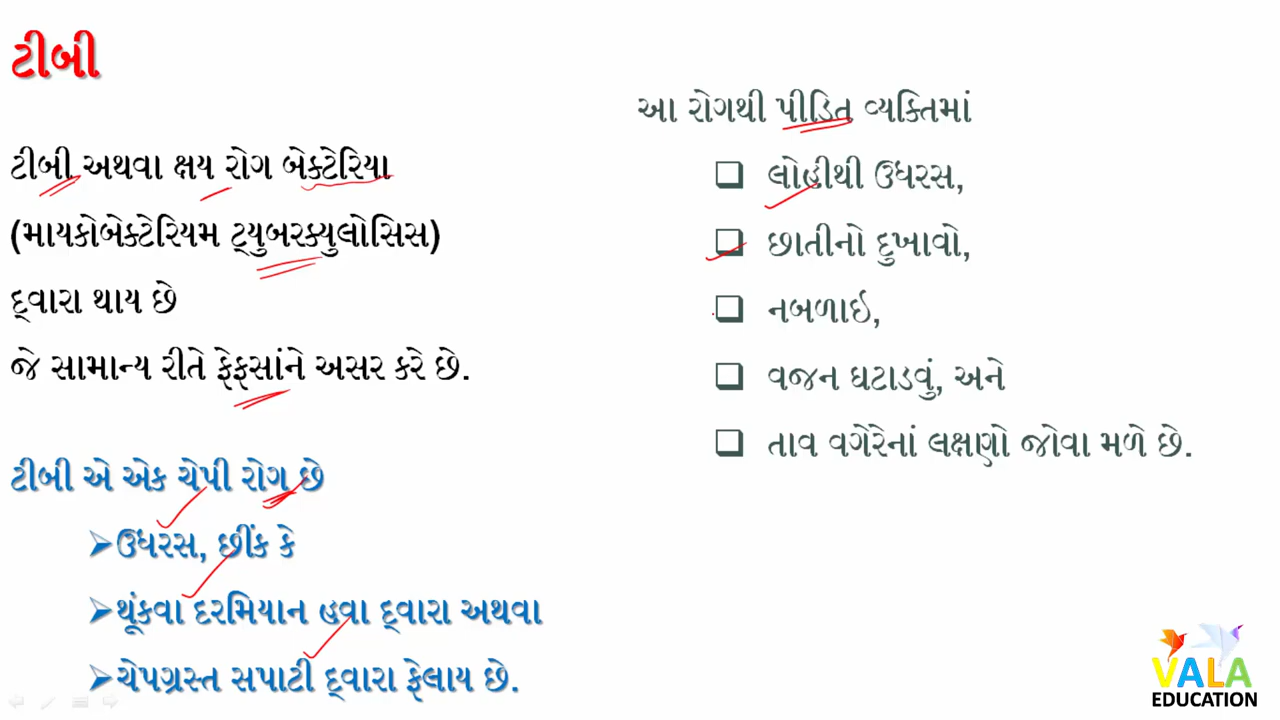 ટીબી
ટીબી અથવા ક્ષય રોગ બેક્ટેરિયા
(માયકોબેક્ટેરિયમ ટ્યુબરક્યુલોસિસ)
દ્વારા થાય છે
જે સામાન્ય રીતે ફેફસાંને અસર કરે છે.
ટીબી એ એક ચેપી રોગ છે
ઉધરસ, છીંક કે
થૂંકવા દરમિયાન હવા દ્વારા અથવા
ચેપગ્રસ્ત સપાટી દ્વારા ફેલાય છે.
આ રોગથી પીડિત વ્યક્તિમાં
લોહીથી ઉધરસ,
છાતીનો દુખાવો,
નબળાઇ,
વજન ઘટાડવું, અને
તાવ વગેરેનાં લક્ષણો જોવા મળે છે.
VALA
EDUCATION